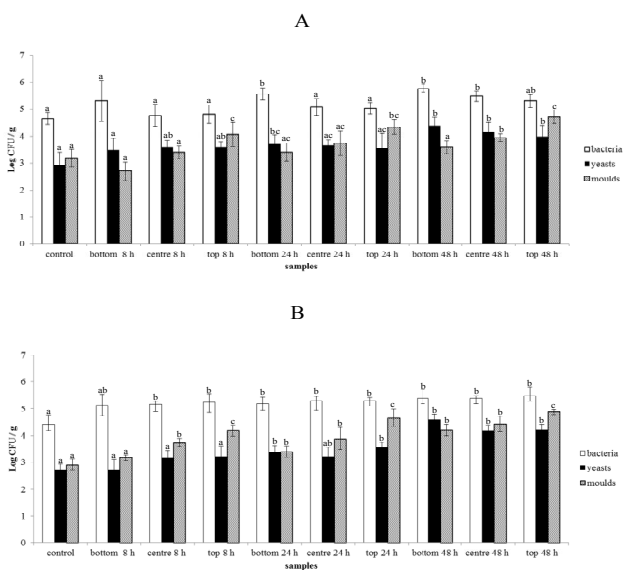 A
7
a
b
b
b
ab
a
a
a
a
a
6
5
c
c
bc
a
bc
a
b
b
b
a
ac
ac
ac
ac
ab
a
ab
a
a
a
a
4
3
2
1
0
Log CFU/g
control
bottom 8 h
centre 8 h
top 8 h
bottom 24 h
centre 24 h
top 24 h
bottom 48 h
centre 48 h
top 48 h
samples
bacteria
yeasts
moulds
B
7
6
ab
b
b
b
b
b
b
b
b
a
5
c
c
c
b
b
b
b
b
b
a
b
b
b
ab
b
a
a
a
a
a
a
4
3
2
1
0
Log CFU/g
control
bottom 8 h
centre 8 h
top 8 h
bottom 24 h
centre 24 h
top 24 h
bottom 48 h
centre 48 h
top 48 h
samples
bacteria
yeasts
moulds